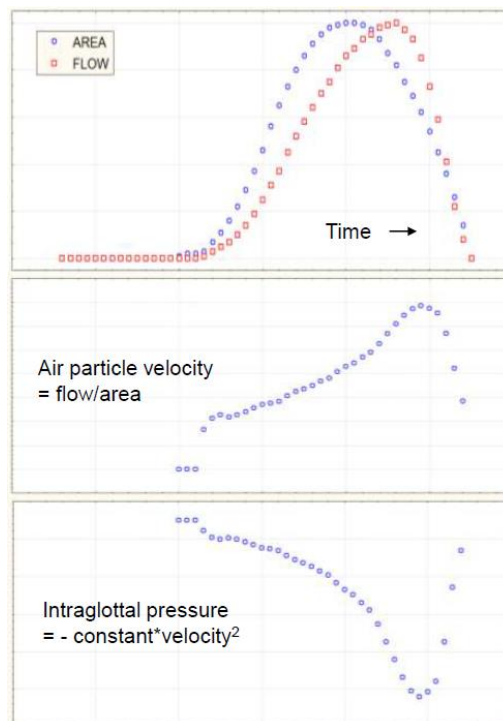 AREA
FLOW
Time →
Air particle velocity
= flow/area
Intraglottal pressure
= - constant*velocity²